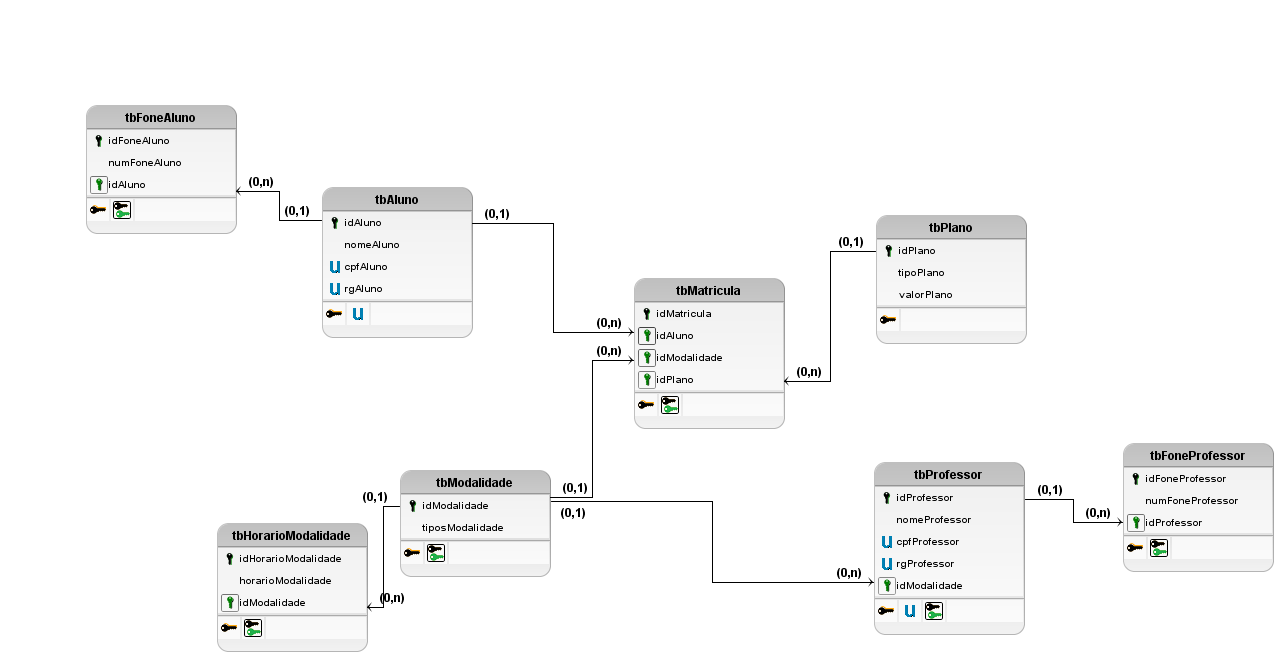 tbFoneAluno
idFoneAluno
numFoneAluno
idAluno
(0,n)
(0,1)
tbAluno
idAluno
nomeAluno
U cpfAluno
U rgAluno
U
(0,1)
(0,n)
tbMatricula
idMatricula
idAluno
idModalidade
idPlano
(0,n)
(0,1)
(0,n)
tbPlano
idPlano
tipoPlano
valorPlano
tbModalidade
idModalidade
tiposModalidade
(0,1)
(0,1)
(0,1)
(0,n)
tbHorarioModalidade
idHorarioModalidade
horarioModalidade
idModalidade
(0,n)
tbProfessor
idProfessor
nomeProfessor
U cpfProfessor
U rgProfessor
idModalidade
U
(0,1)
(0,n)
tbFoneProfessor
idFoneProfessor
numFoneProfessor
idProfessor